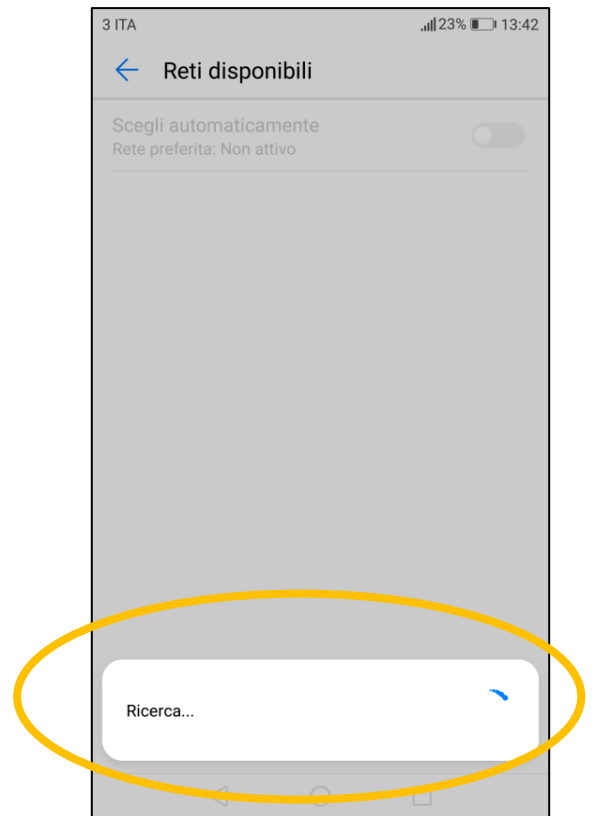 3 ITA 23% 13:42
Reti disponibili
Scegli automaticamente
Rete preferita: Non attivo
Ricerca...